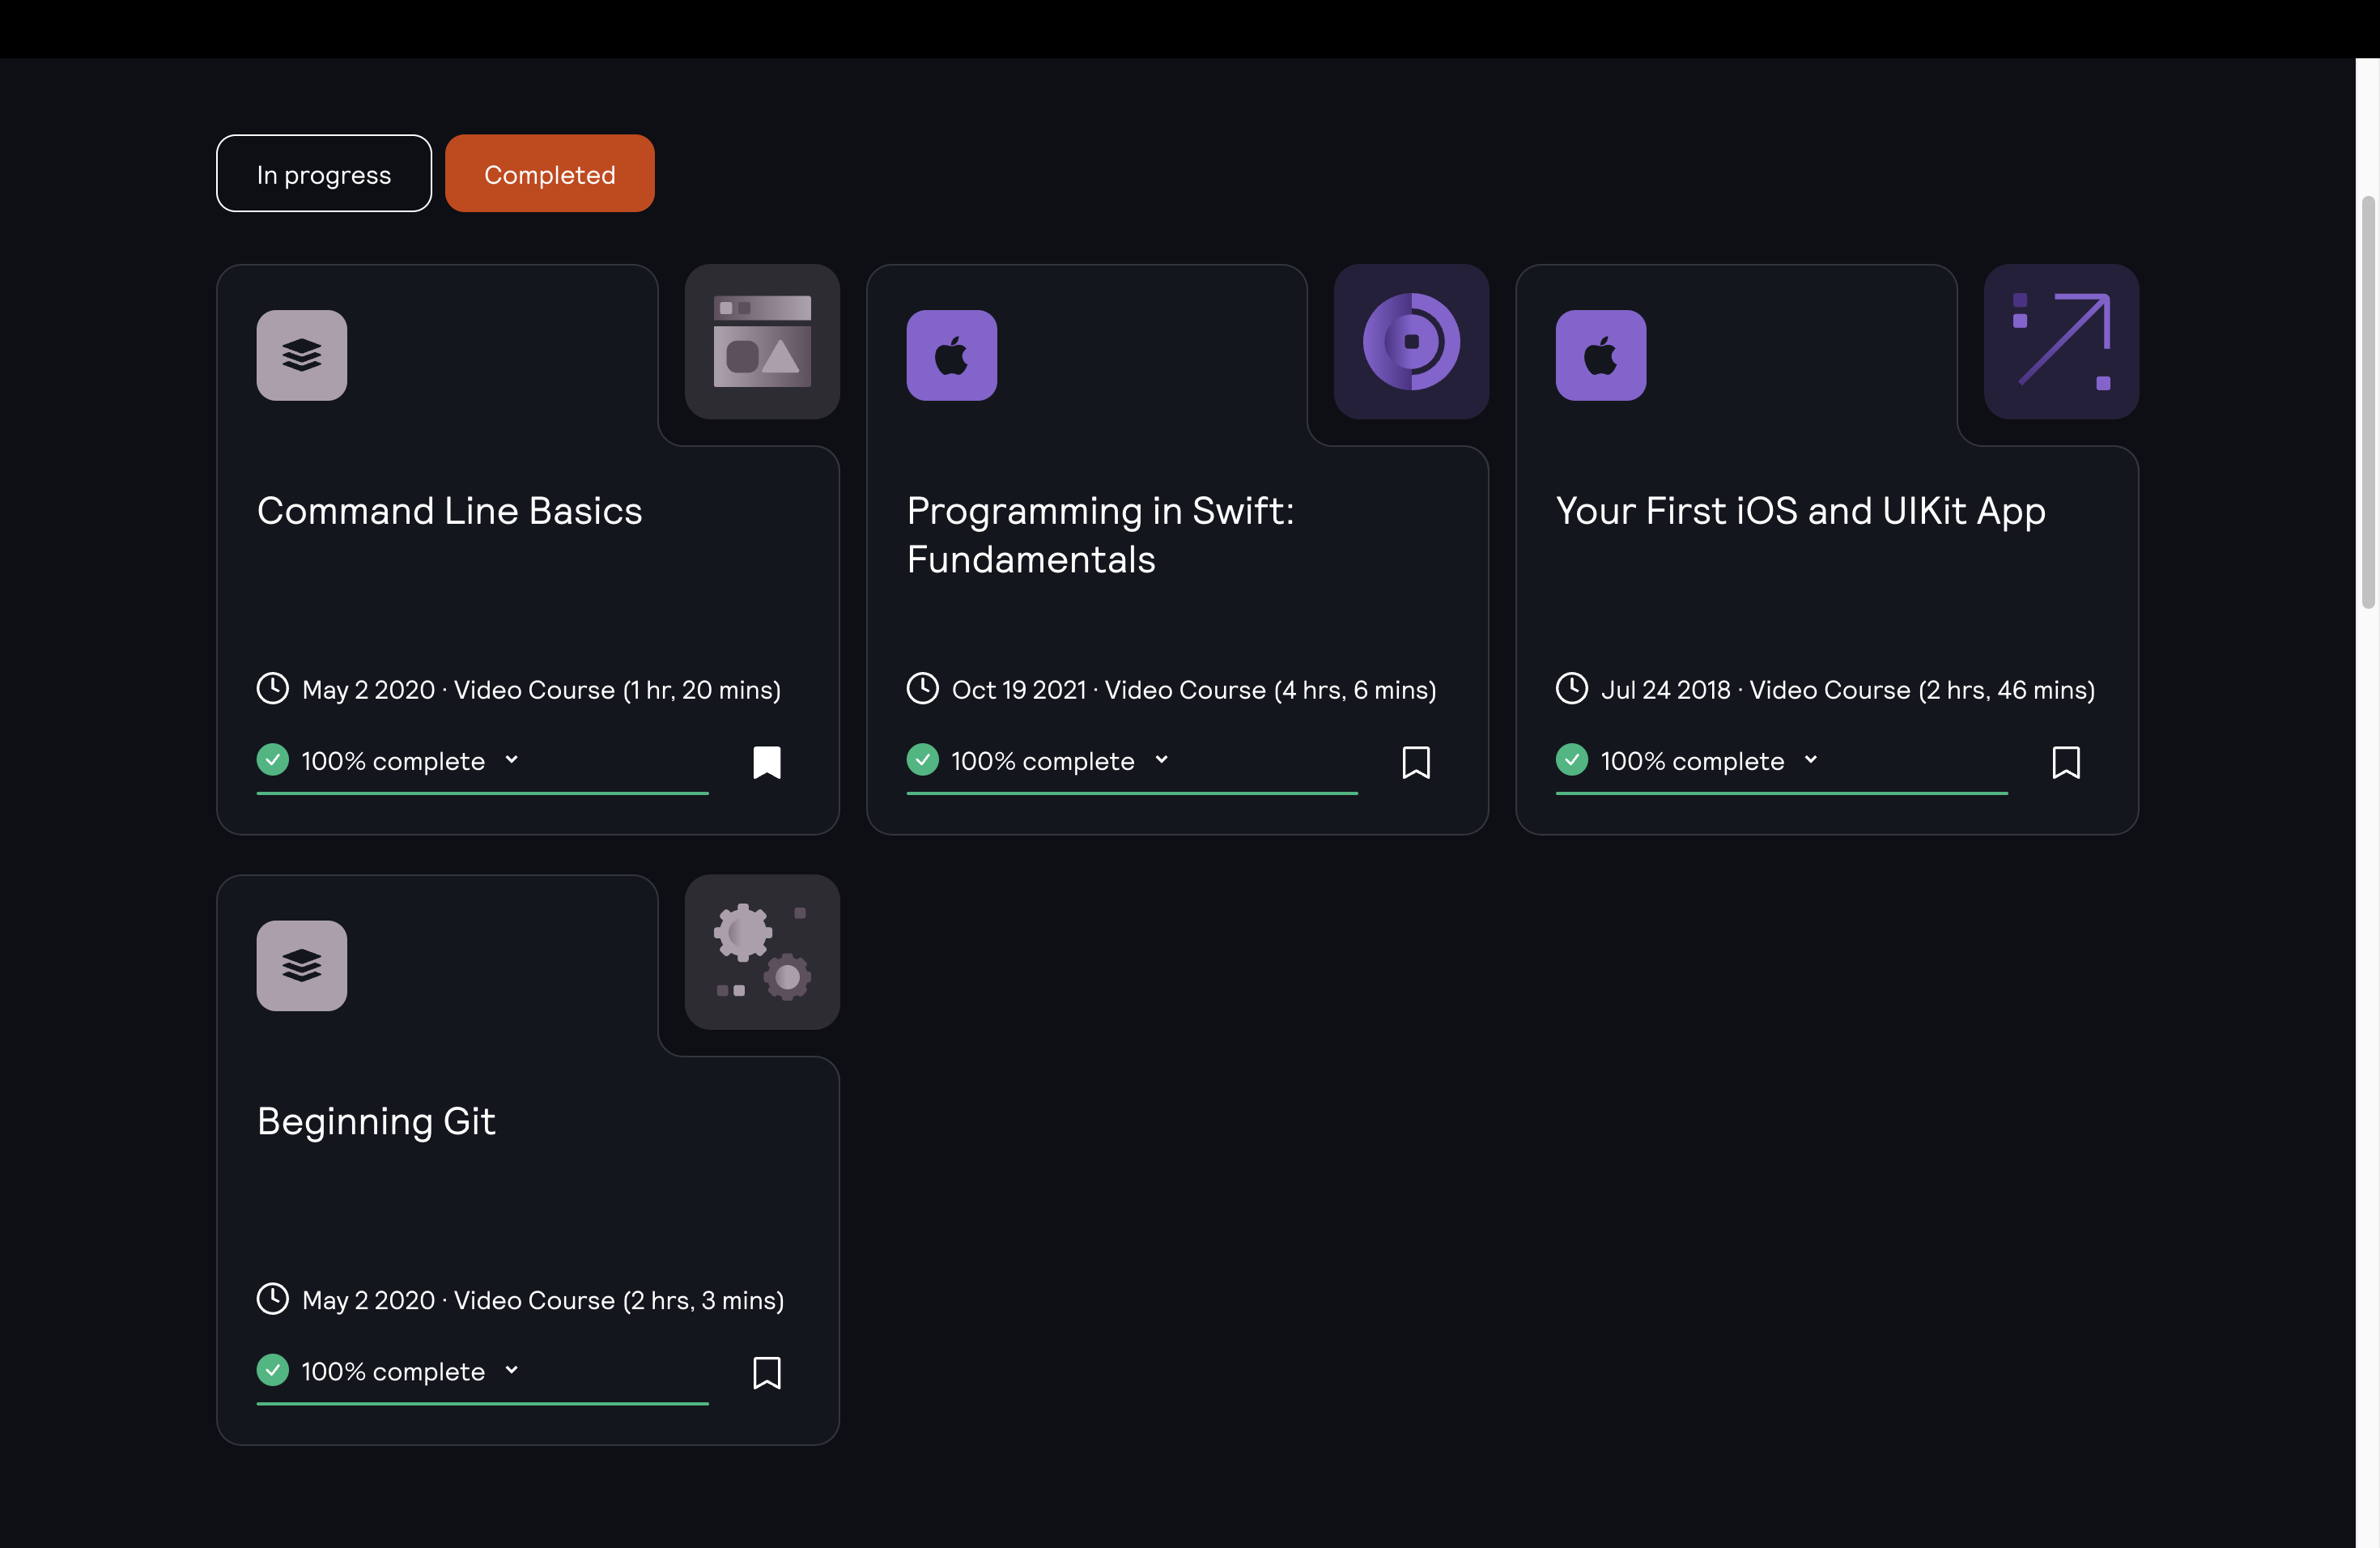 In progress
Completed
Command Line Basics
May 2 2020 · Video Course (1 hr, 20 mins)
100% complete
Programming in Swift:
Fundamentals
Oct 19 2021 · Video Course (4 hrs, 6 mins)
100% complete
Your First iOS and UIKit App
Jul 24 2018 · Video Course (2 hrs, 46 mins)
100% complete
Beginning Git
May 2 2020 · Video Course (2 hrs, 3 mins)
100% complete